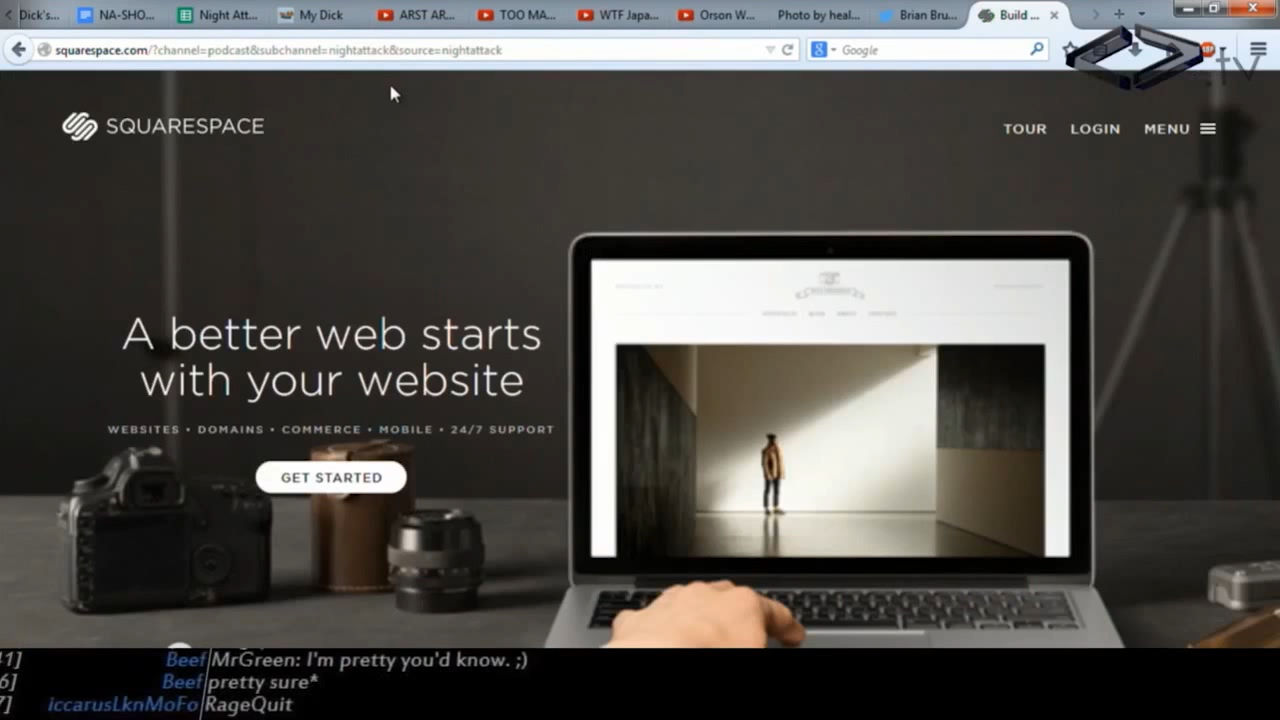 Dick's...
NA-SHO...
Night Att...
My Dick
ARST AR...
TOO MA...
WTF Japa...
Orson W...
Photo by heal...
Brian Bru...
Build ...
squarespace.com/?channel=podcast&subchannel=nightattack&source=nightattack
Google
.tv
SQUARESPACE
TOUR
LOGIN
MENU
A better web starts
with your website
WEBSITES • DOMAINS • COMMERCE • MOBILE • 24/7 SUPPORT
GET STARTED
41] Beef MrGreen: I'm pretty you'd know. ;)
6] Beef pretty sure*
7] iccarusLknMoFo RageQuit